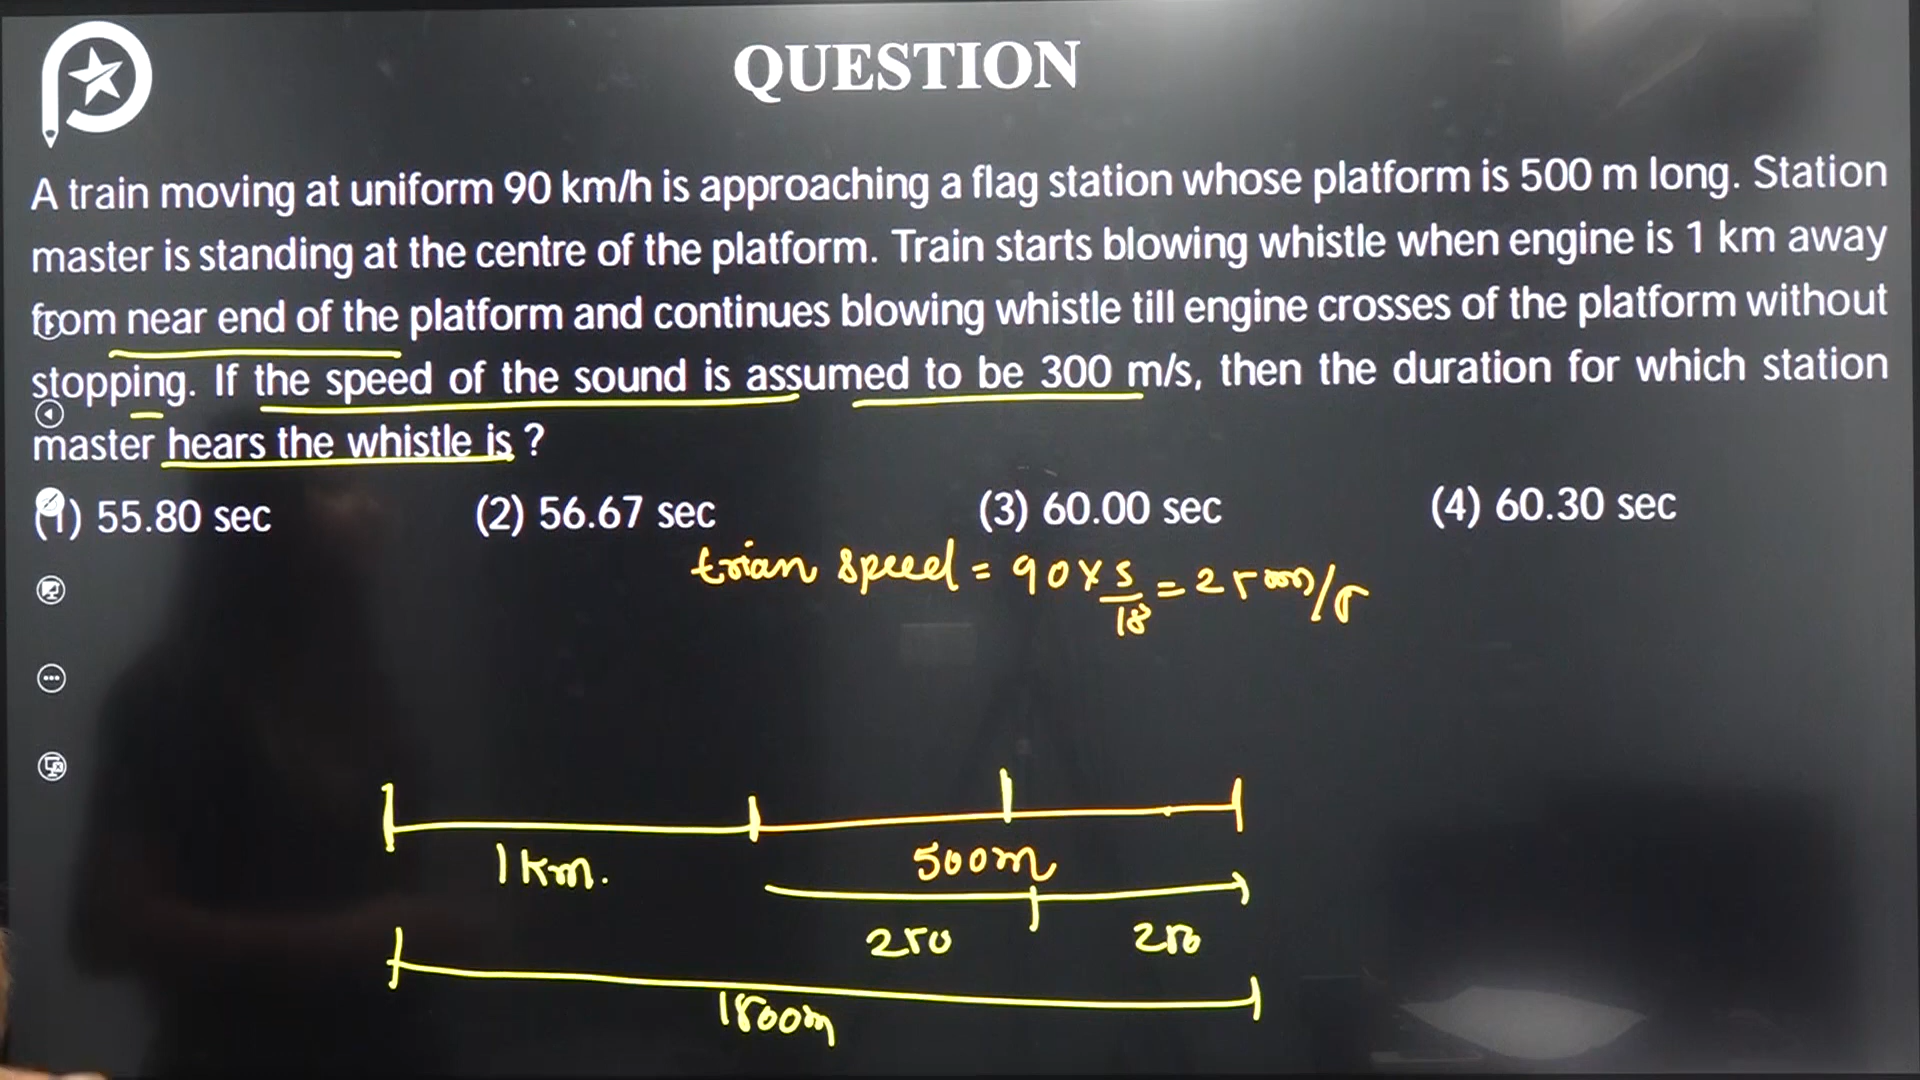 QUESTION
A train moving at uniform 90 km/h is approaching a flag station whose platform is 500 m long. Station
master is standing at the centre of the platform. Train starts blowing whistle when engine is 1 km away
from near end of the platform and continues blowing whistle till engine crosses of the platform without
stopping. If the speed of the sound is assumed to be 300 m/s, then the duration for which station
master hears the whistle is ?
(1) 55.80 sec (2) 56.67 sec (3) 60.00 sec (4) 60.30 sec
trian speed = 90 × 5/18 = 25 m/s
1 km. 500m
250 250
1500m